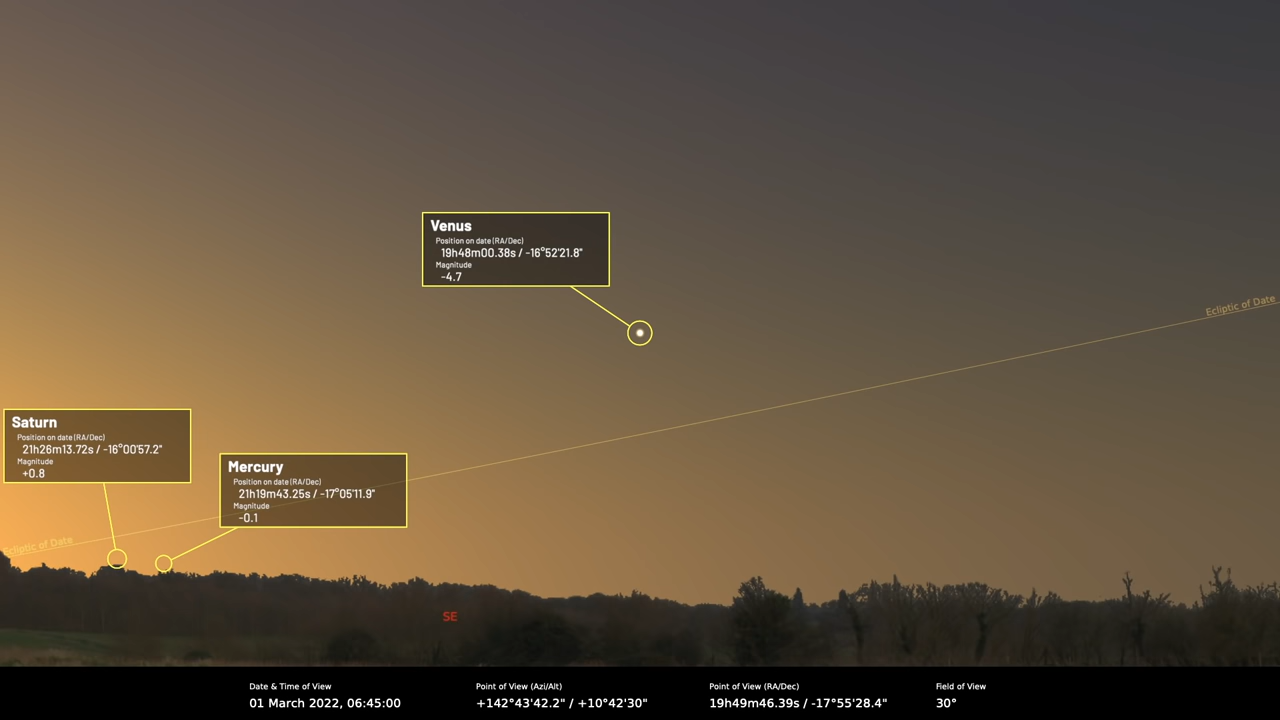 Venus
Position on date (RA/Dec)
19h48m00.38s / -16°52'21.8"
Magnitude
-4.7
Ecliptic of Date
Saturn
Position on date (RA/Dec)
21h26m13.72s / -16°00'57.2"
Magnitude
+0.8
Mercury
Position on date (RA/Dec)
21h19m43.25s / -17°05'11.9"
Magnitude
-0.1
Ecliptic of Date
SE
Date & Time of View
01 March 2022, 06:45:00
Point of View (Azi/Alt)
+142°43'42.2" / +10°42'30"
Point of View (RA/Dec)
19h49m46.39s / -17°55'28.4"
Field of View
30°